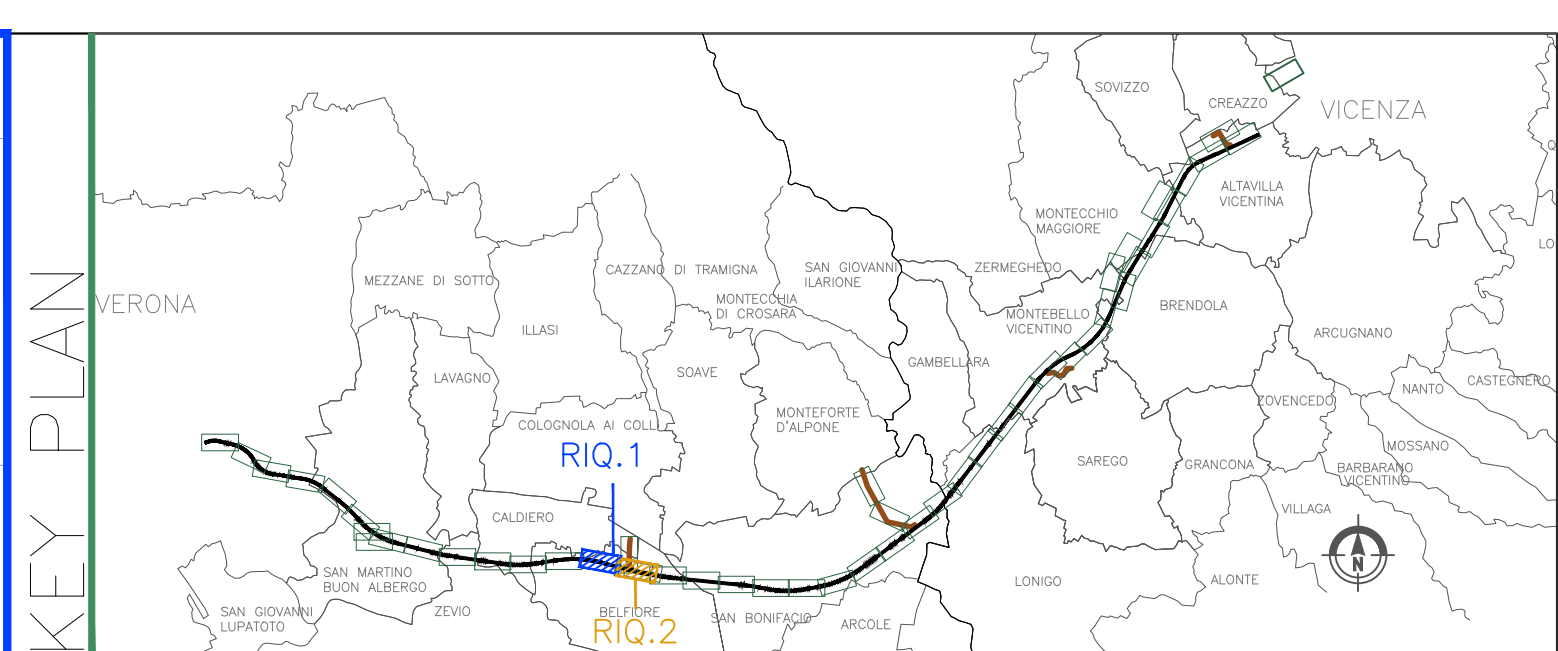 KEY PLAN
SOVIZZO
CREAZZO
VICENZA
ALTAVILLA
VICENTINA
MONTECCHIO
MAGGIORE
LO
MEZZANE DI SOTTO
CAZZANO DI TRAMIGNA
SAN GIOVANNI
ILARIONE
ZERMEGHEDO
VERONA
MONTECCHIA
DI CROSARA
MONTEBELLO
VICENTINO
BRENDOLA
ILLASI
ARCUGNANO
GAMBELLARA
LAVAGNO
SOAVE
NANTO
CASTEGNERO
ZOVENCEDO
MONTEFORTE
D'ALPONE
COLOGNOLA AI COLLI
MOSSANO
RIQ.1
SAREGO
GRANCONA
BARBARANO
VICENTINO
CALDIERO
VILLAGA
N
SAN MARTINO
BUON ALBERGO
LONIGO
ALONTE
SAN GIOVANNI
LUPATOTO
ZEVIO
BELFIORE
SAN BONIFACIO
ARCOLE
RIQ.2